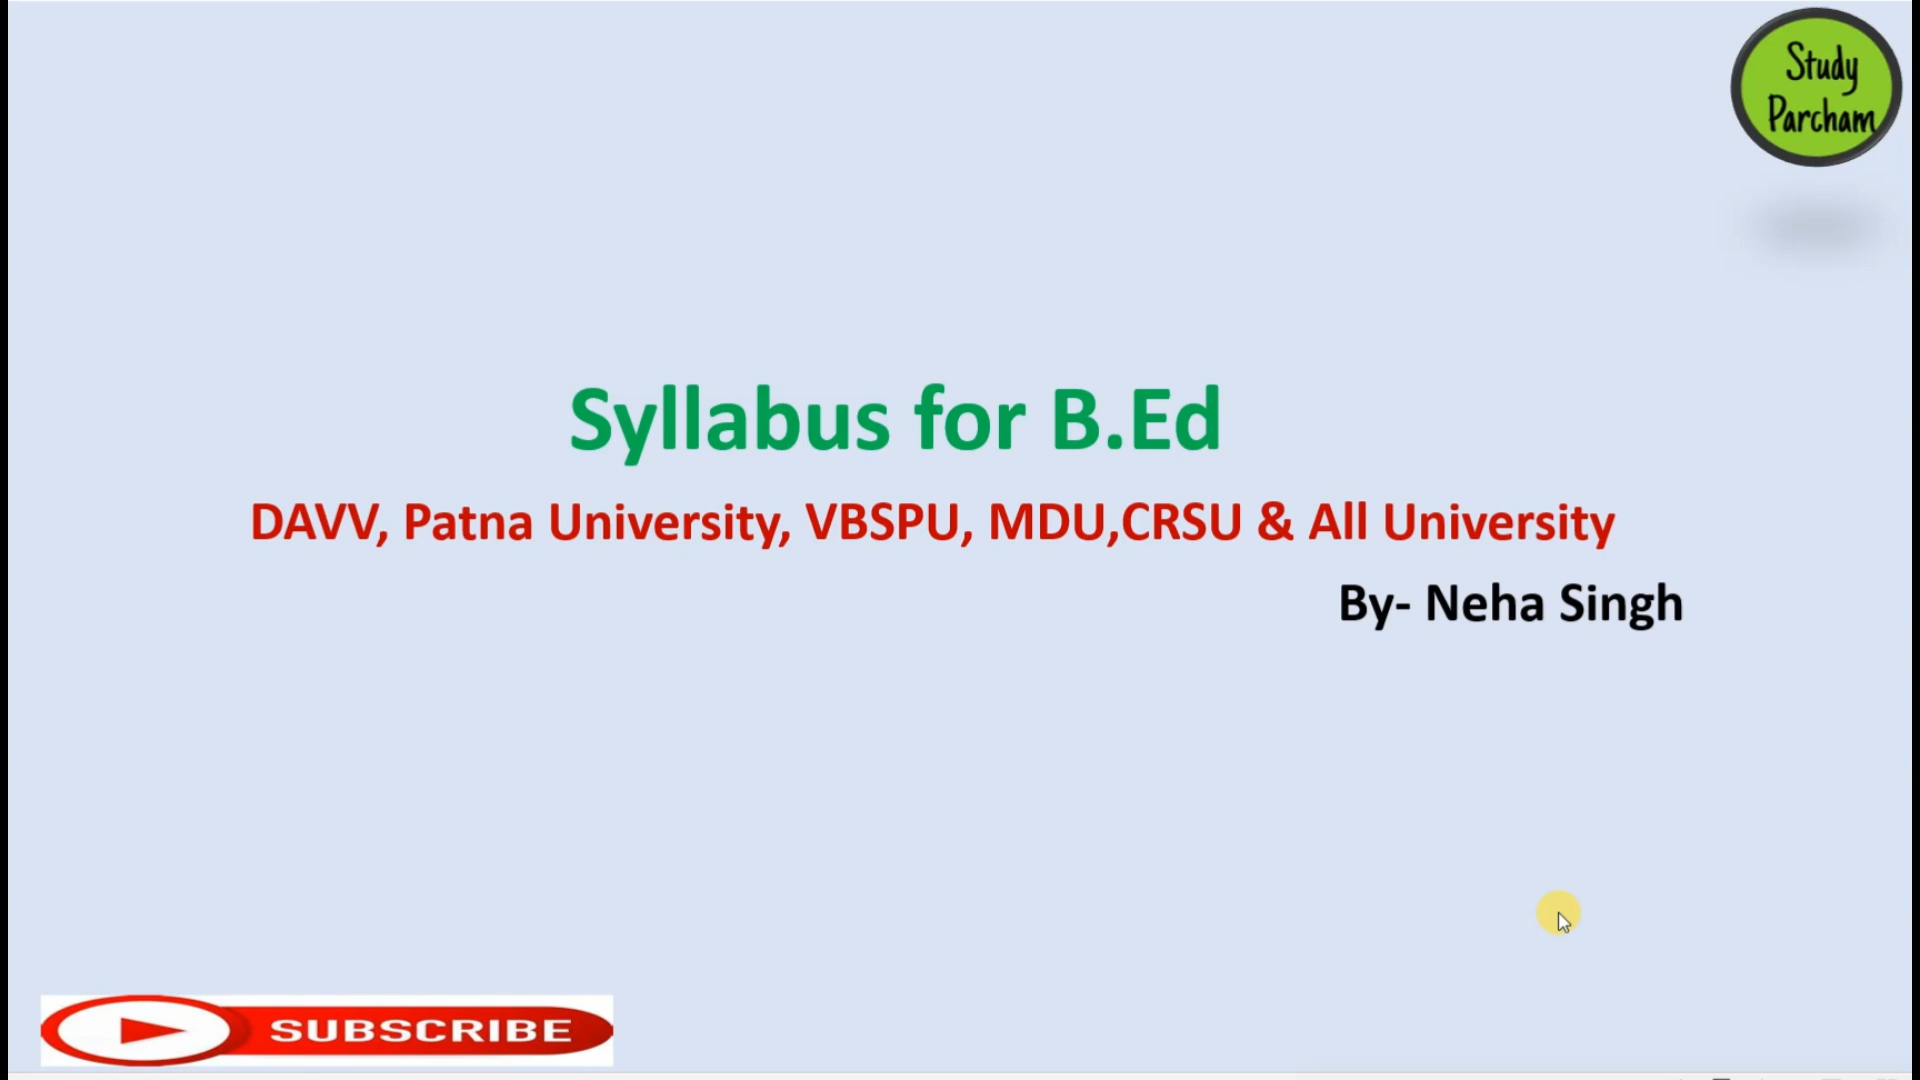 Study
Parcham
Syllabus for B.Ed
DAVV, Patna University, VBSPU, MDU,CRSU & All University
By- Neha Singh
SUBSCRIBE